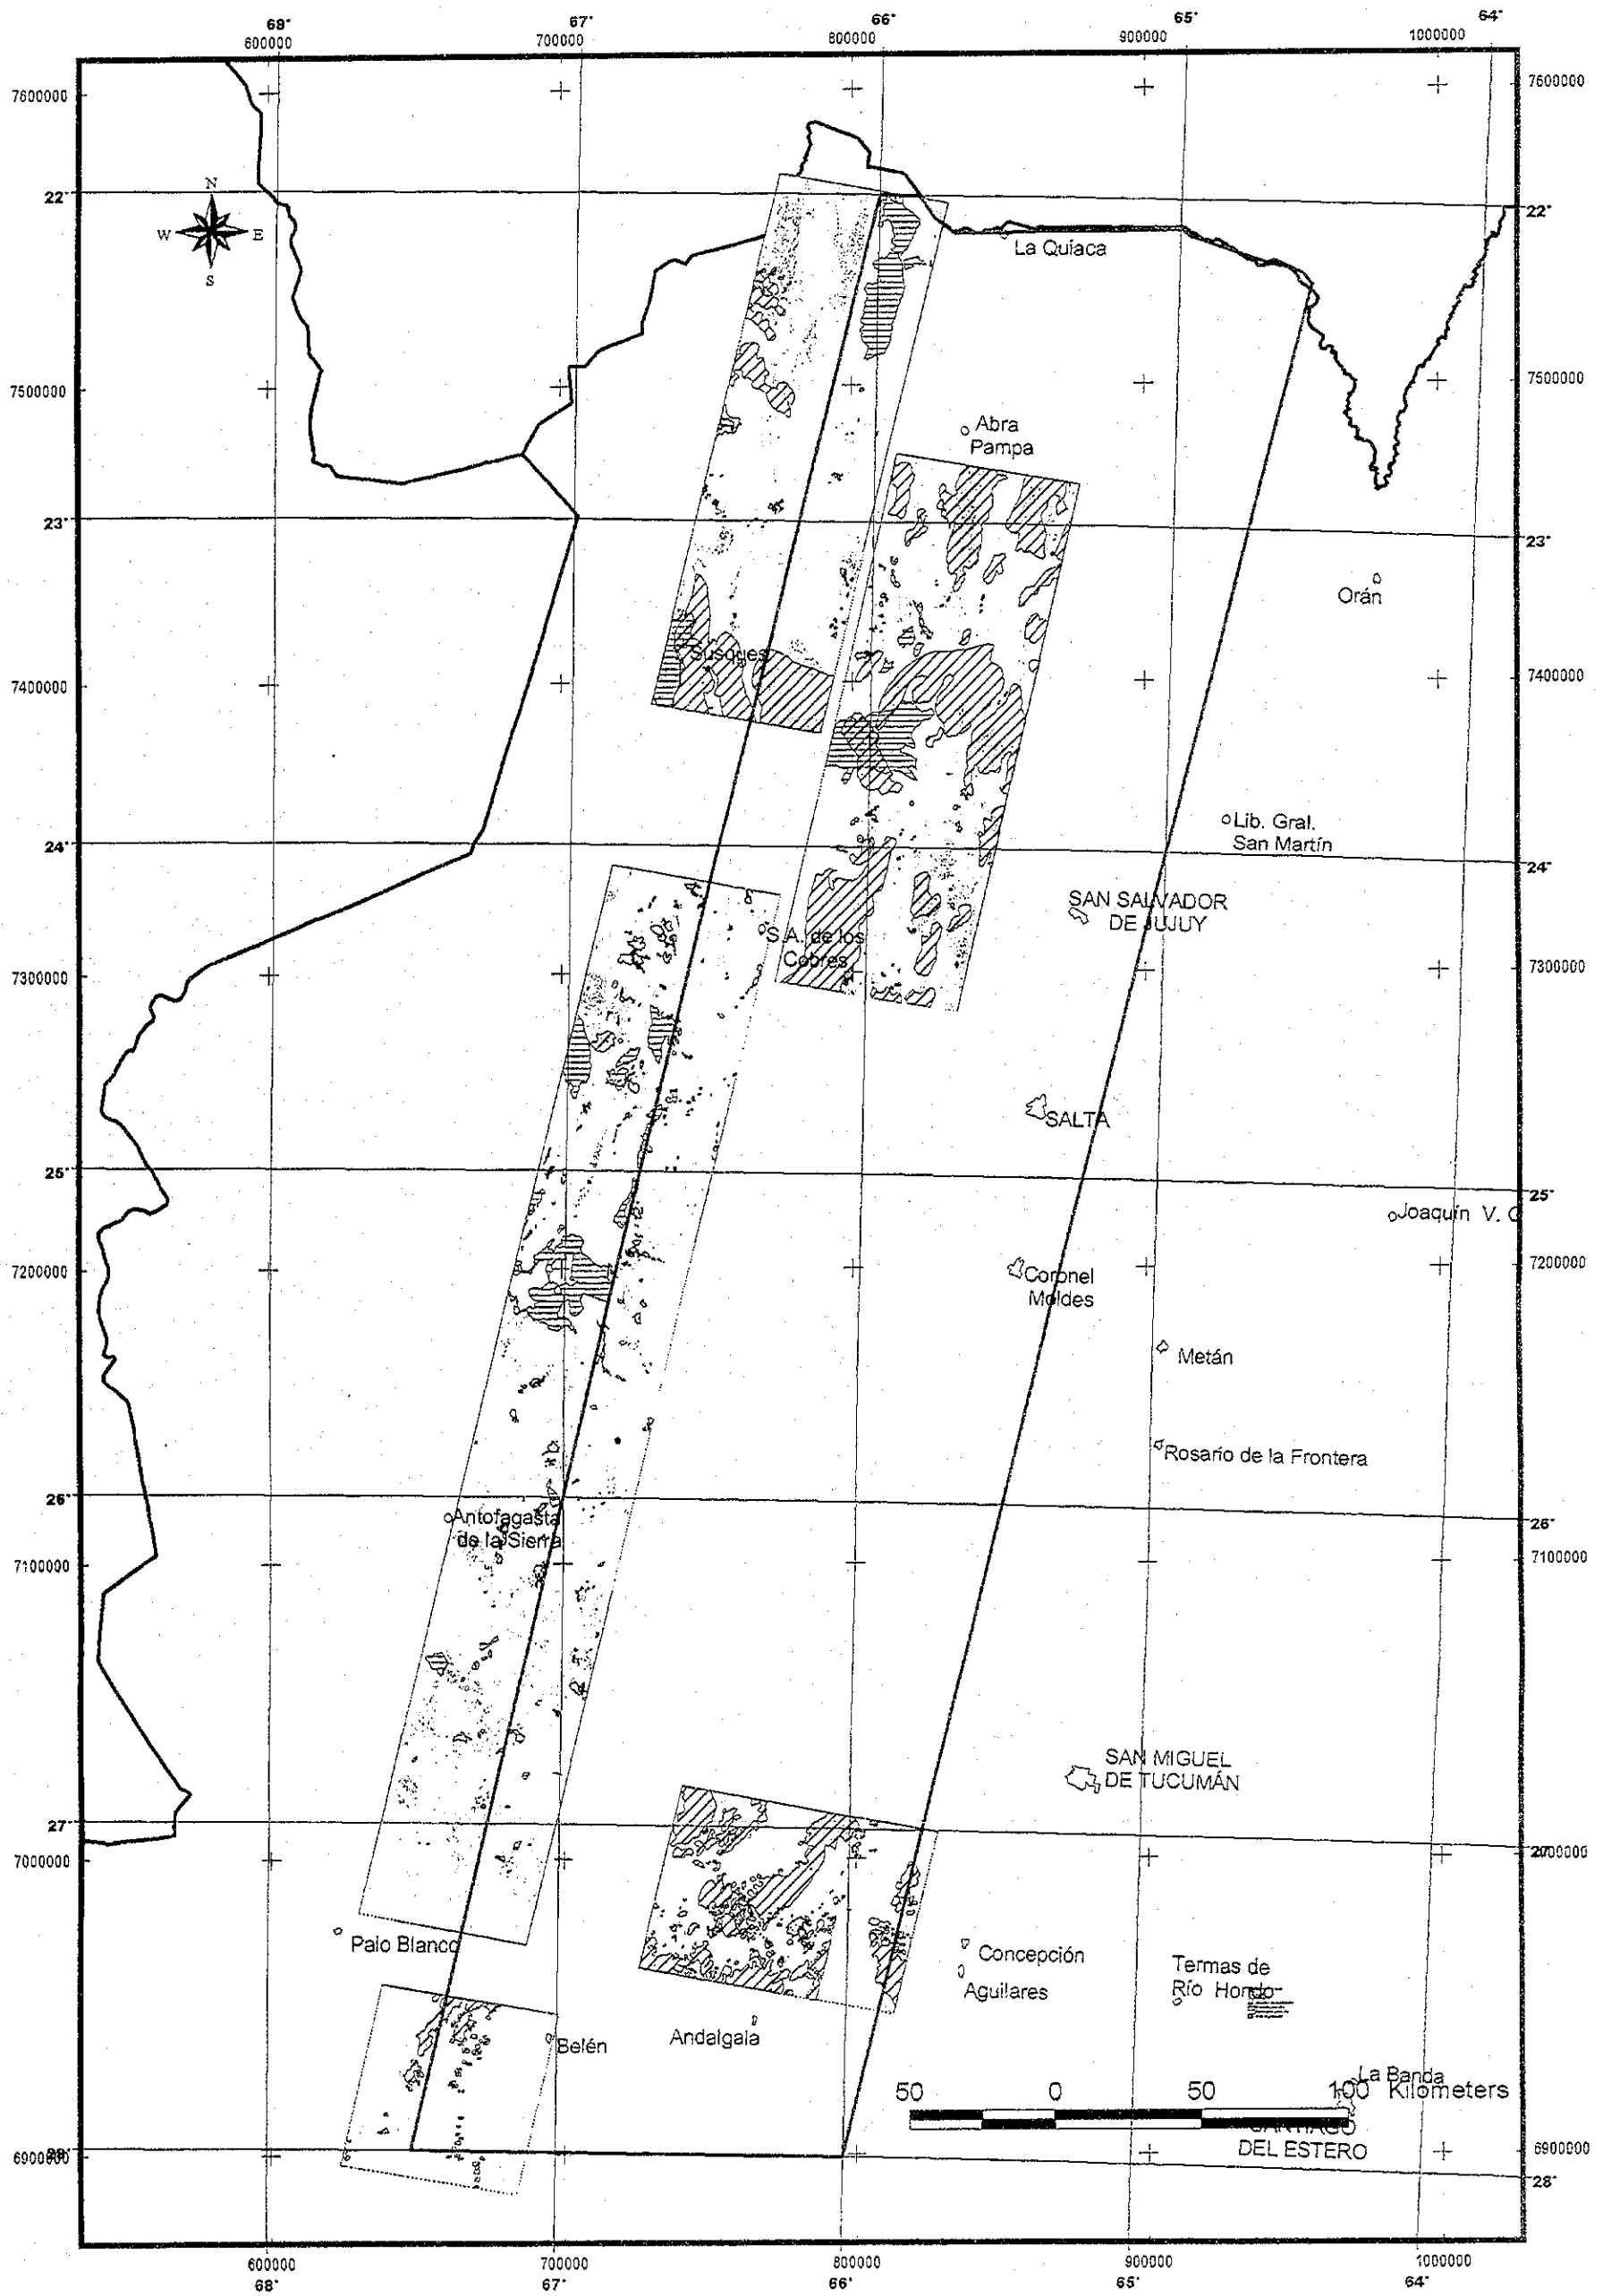 69° 67° 66° 65° 64°
600000 700000 800000 900000 1000000
7600000 7600000
N
W E
S
22° 22°
La Quiaca
7500000 7500000
Abra
Pampa
23° 23°
Orán
Susques
7400000 7400000
Lib. Gral.
San Martín
24° 24°
SAN SALVADOR
DE JUJUY
S.A. de los
Cobres
7300000 7300000
SALTA
25° 25°
Joaquín V. G
7200000 7200000
Coronel
Moldes
Metán
Rosario de la Frontera
26° 26°
Antofagasta
de la Sierra
7100000 7100000
SAN MIGUEL
DE TUCUMÁN
27°
7000000
Palo Blanco
Concepción
Aguilares
Termas de
Río Hondo
Andalgala
Belén
La Banda
50 0 50 100 Kilometers
SANTIAGO
DEL ESTERO
6900000
28°
600000 700000 800000 900000 1000000
68° 67° 66° 65° 64°